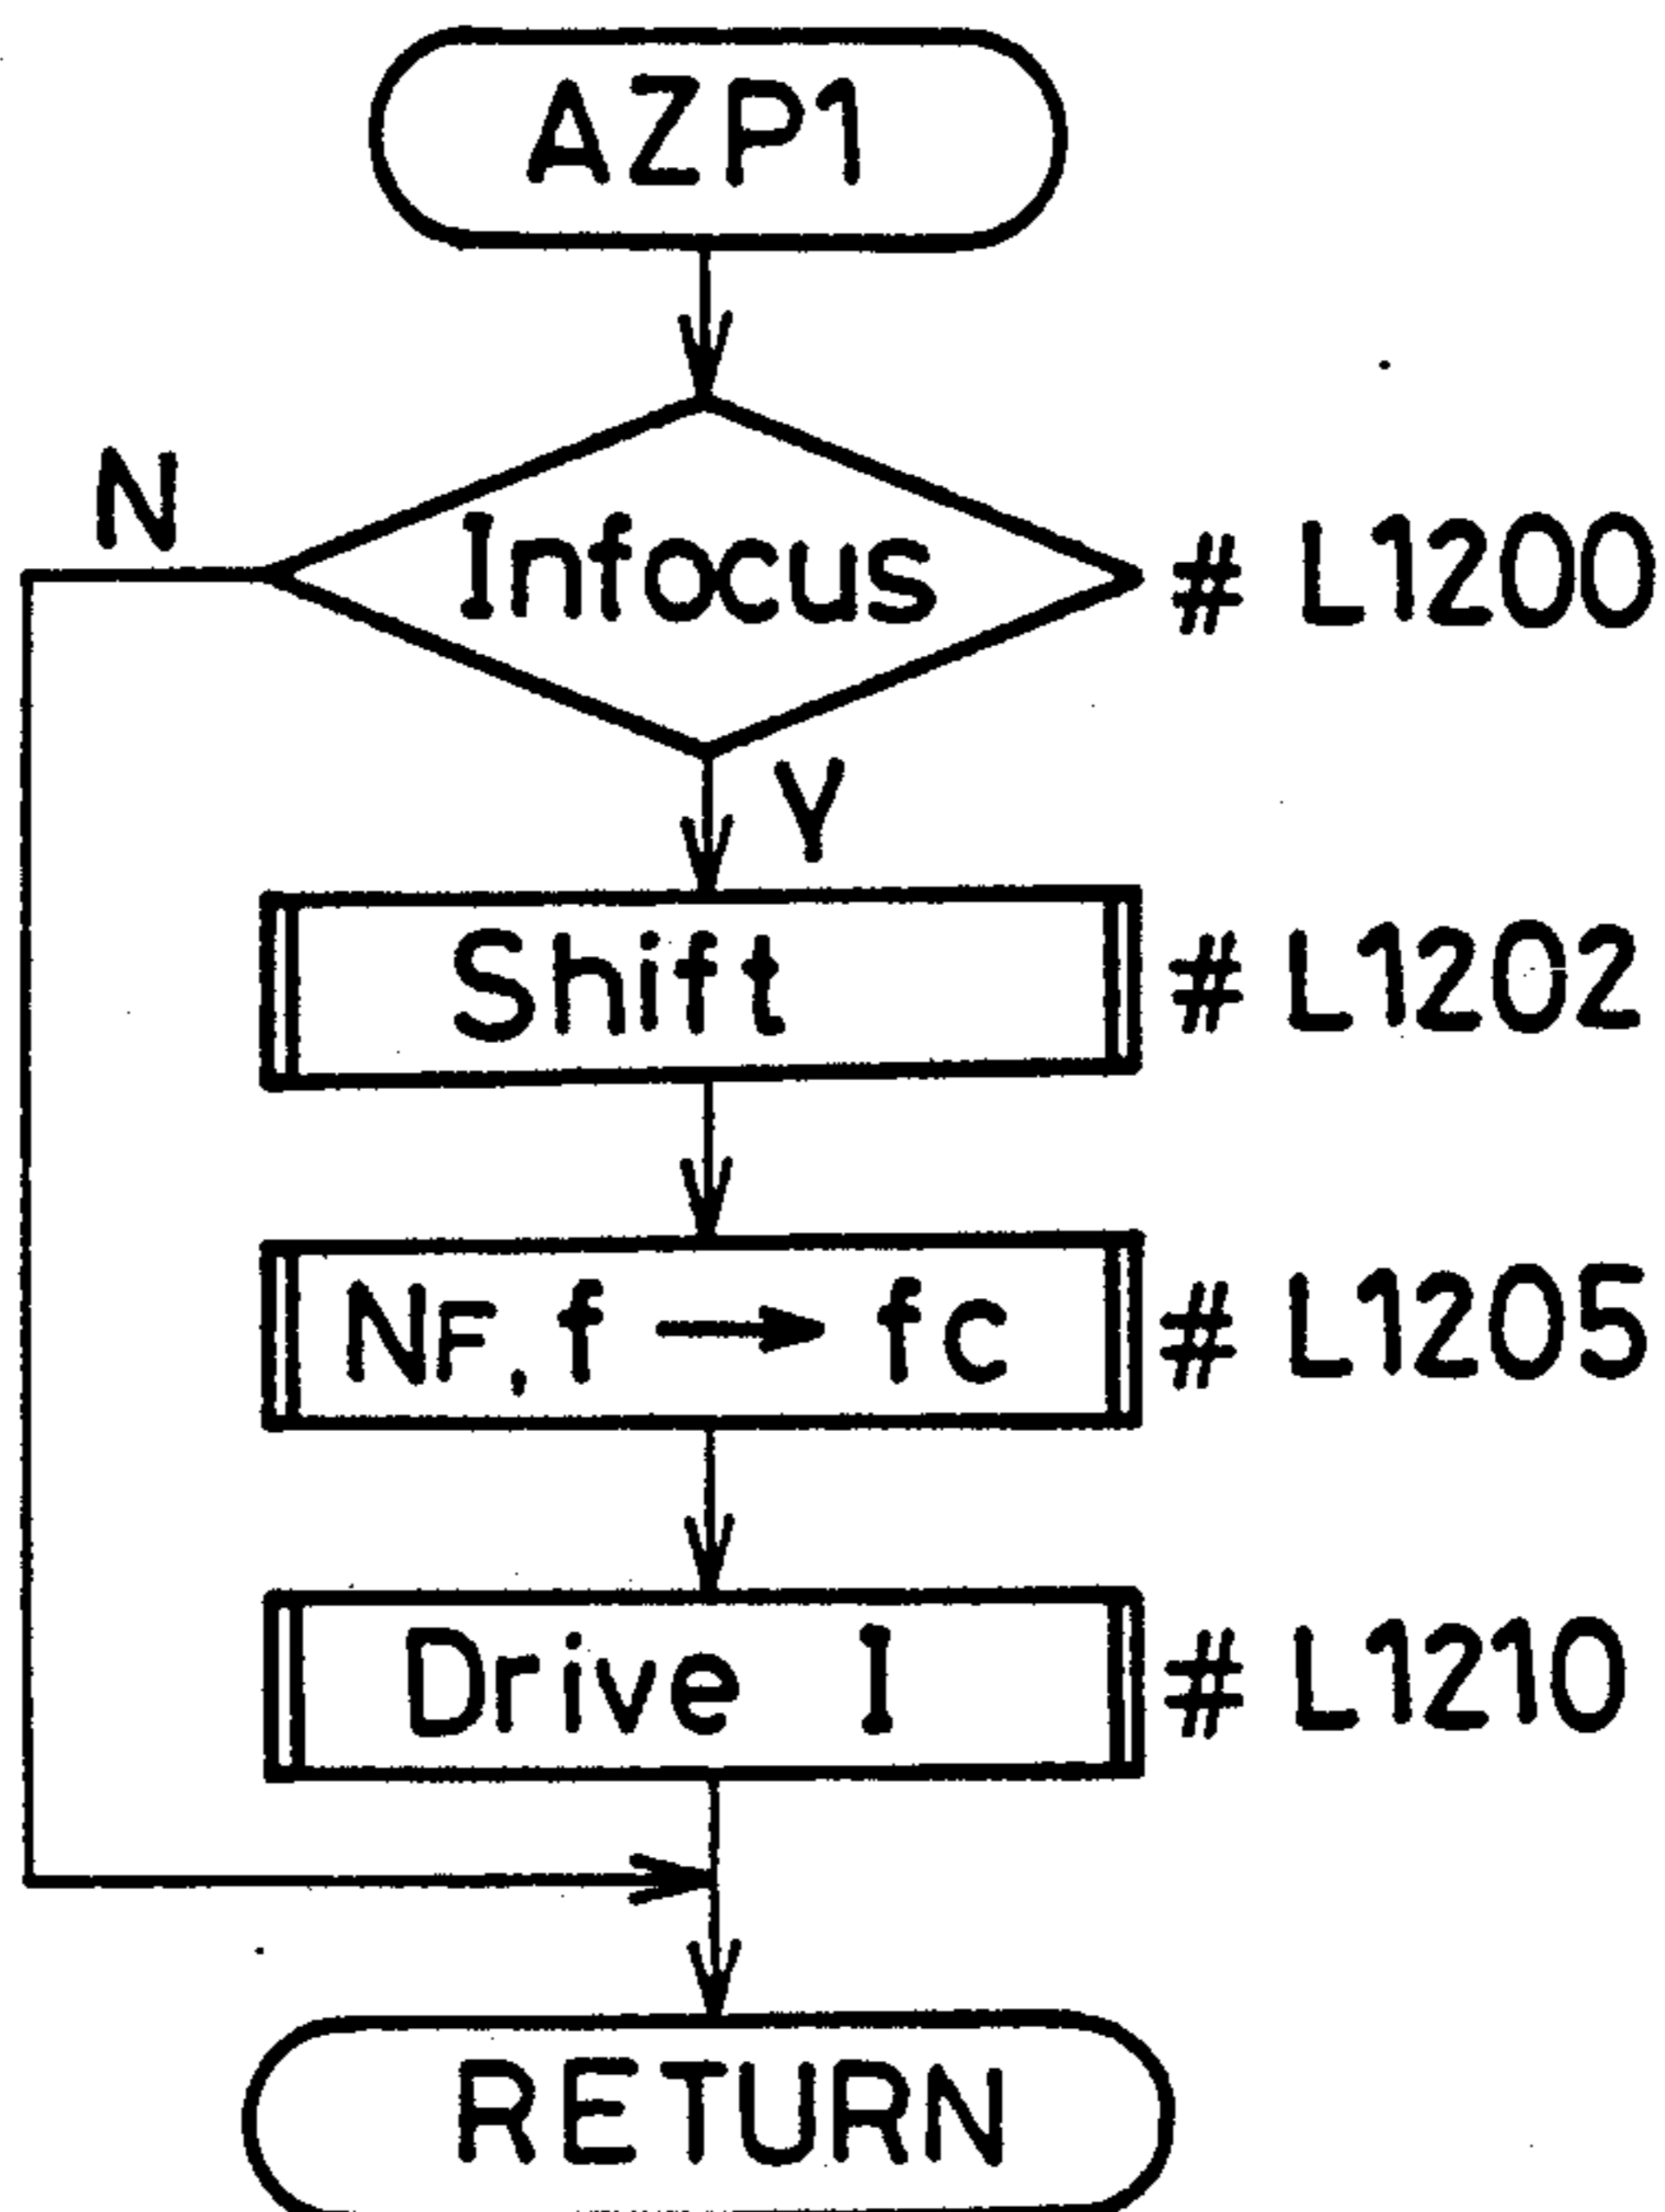 AZP1
N
Infocus # L1200
Y
Shift # L1202
NF, f → fc # L1205
Drive I # L1210
RETURN